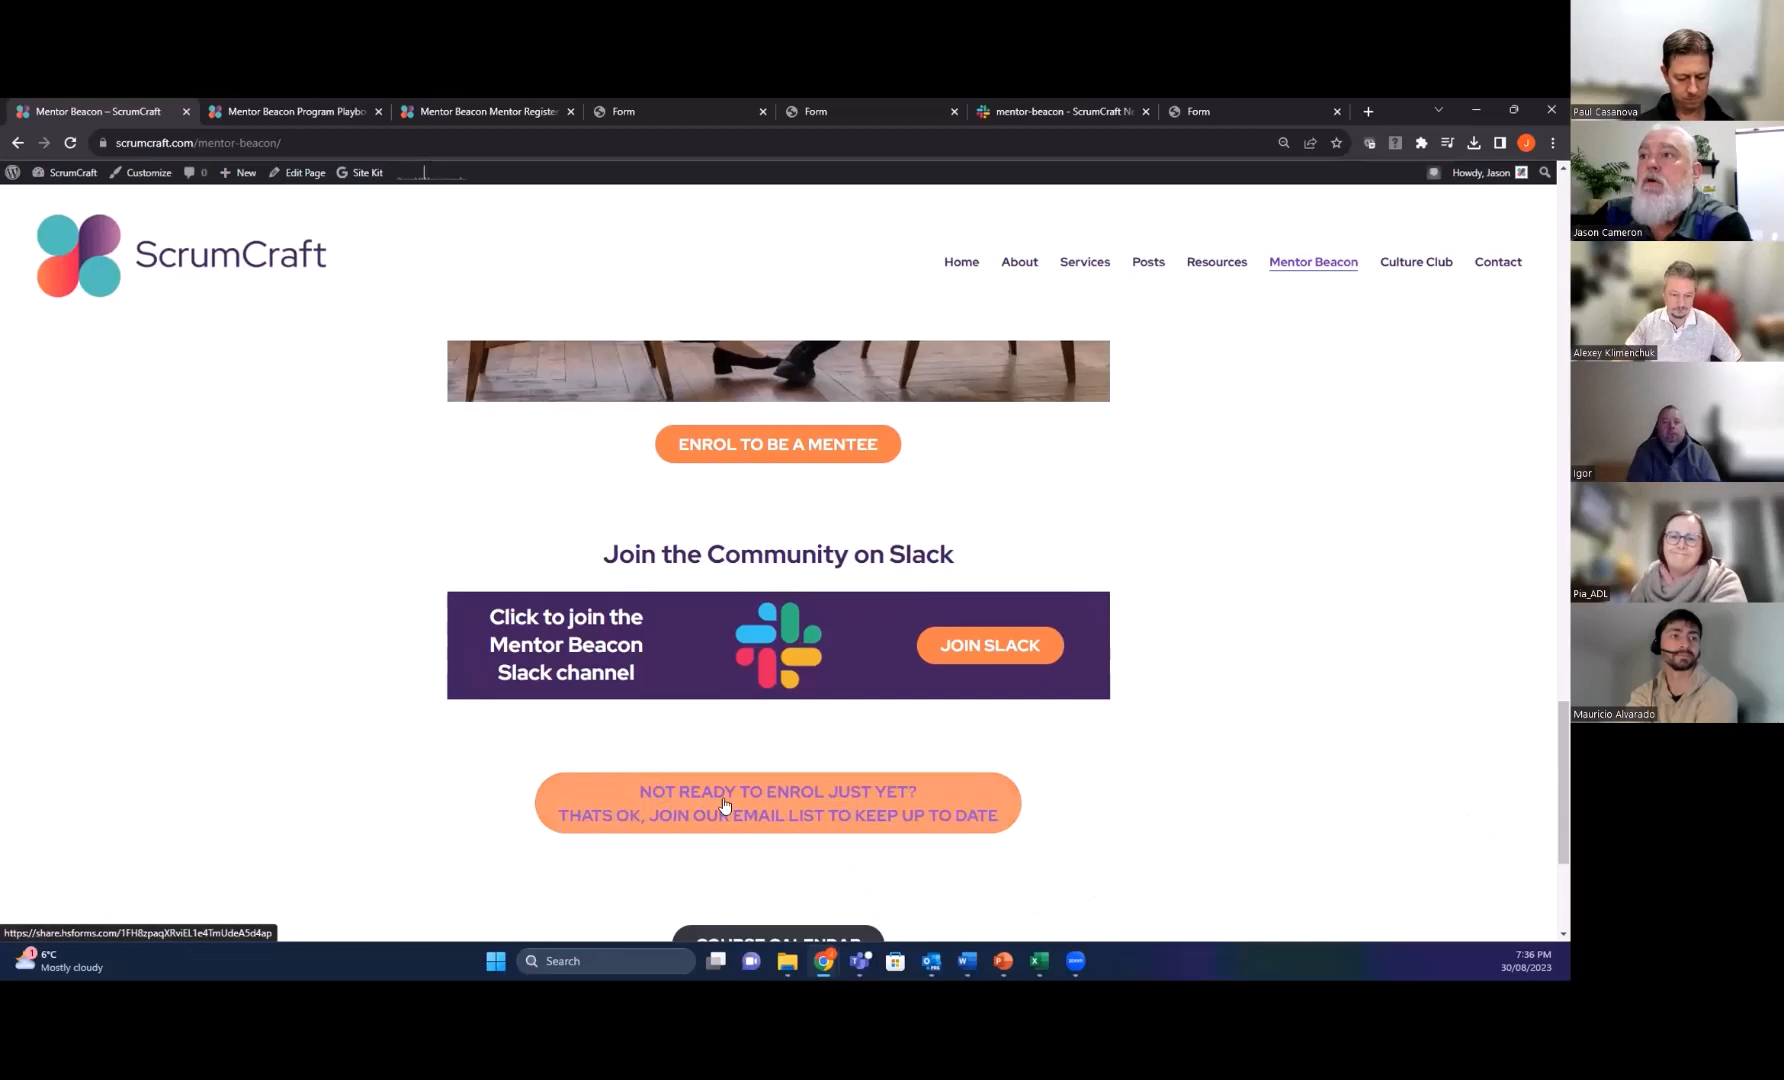 Mentor Beacon – ScrumCraft
Mentor Beacon Program Playbo
Mentor Beacon Mentor Registe
Form
Form
mentor-beacon - ScrumCraft Ne
Form
scrumcraft.com/mentor-beacon/
ScrumCraft
Customize
0
New
Edit Page
Site Kit
Howdy, Jason
ScrumCraft
Home
About
Services
Posts
Resources
Mentor Beacon
Culture Club
Contact
ENROL TO BE A MENTEE
Join the Community on Slack
Click to join the
Mentor Beacon
Slack channel
JOIN SLACK
NOT READY TO ENROL JUST YET?
THATS OK, JOIN OUR EMAIL LIST TO KEEP UP TO DATE
COURSE CALENDAR
https://share.hsforms.com/1FH8zpaqXRviEL1e4TmUdeA5d4ap
1
6°C
Mostly cloudy
Search
7:36 PM
30/08/2023
Paul Casanova
Jason Cameron
Alexey Klimenchuk
Igor
Pia_ADL
Mauricio Alvarado